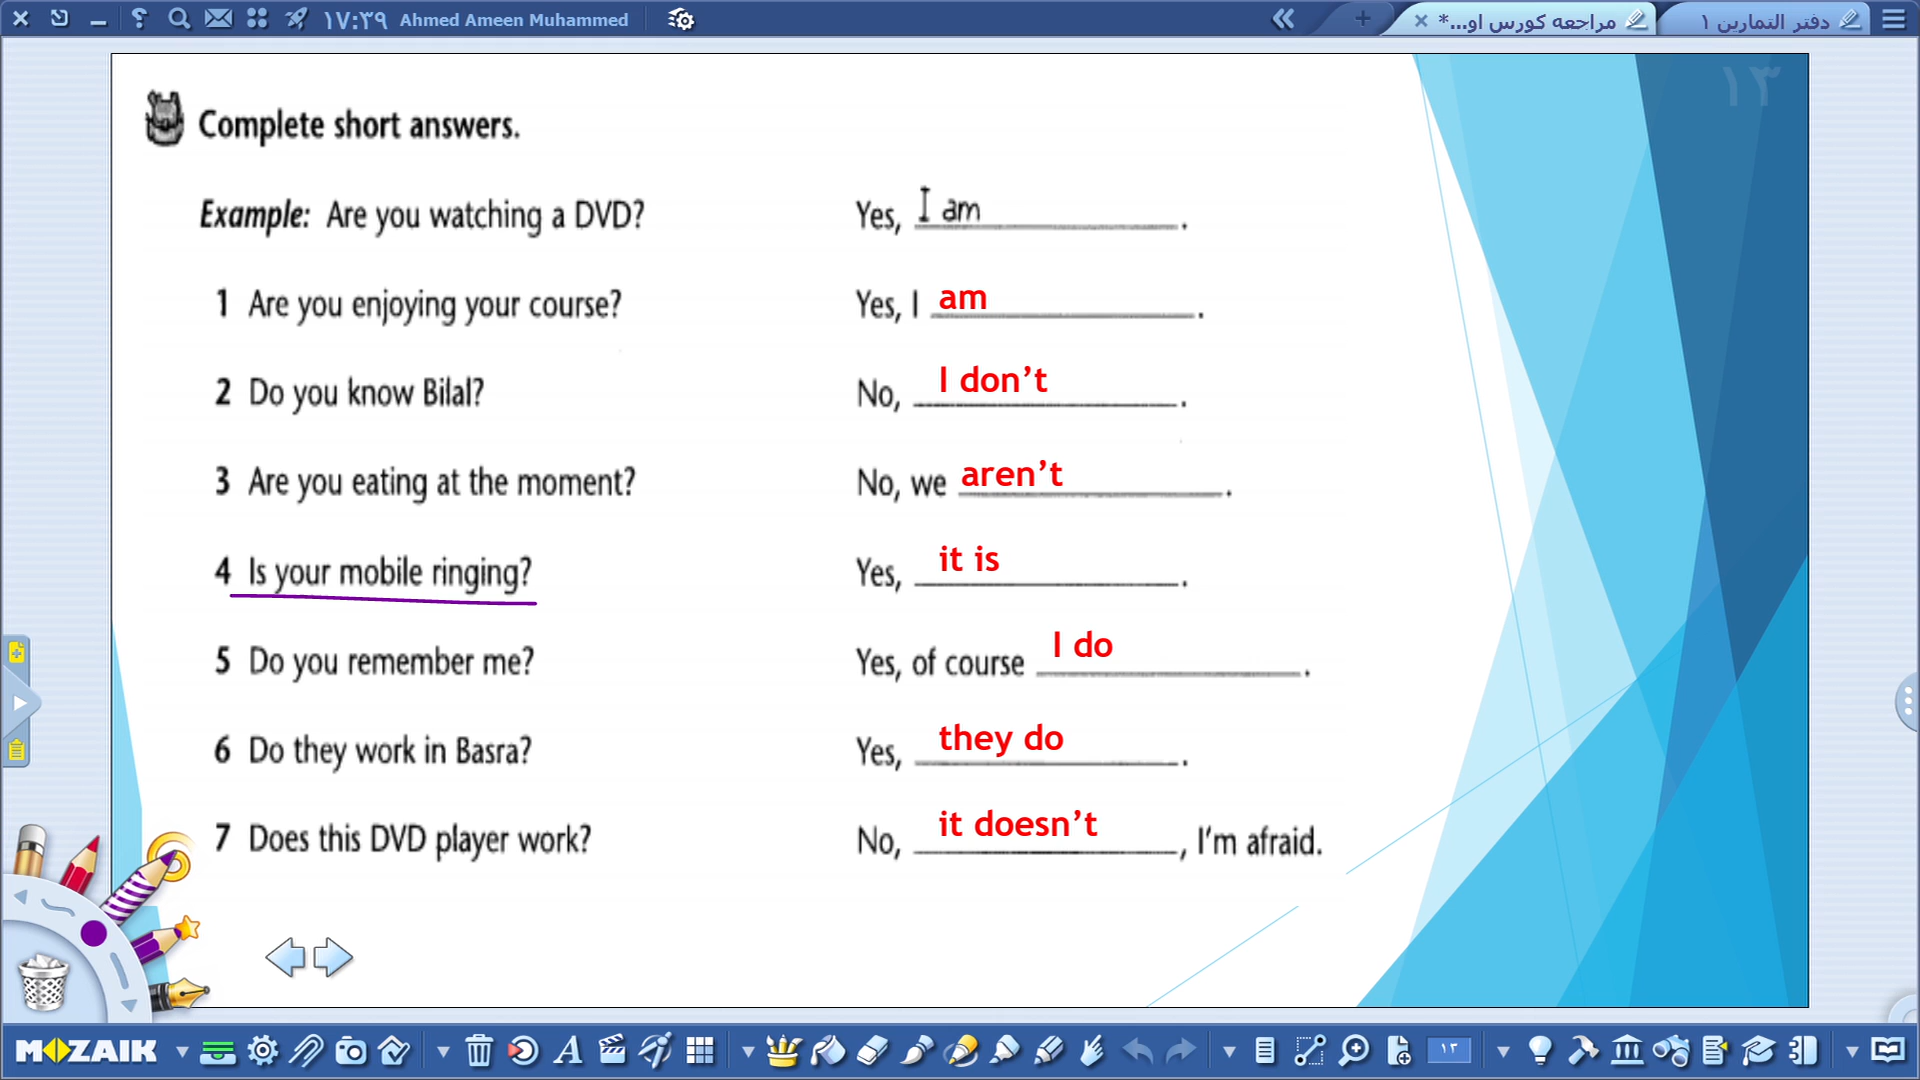 ١٧:٣٩ Ahmed Ameen Muhammed
مراجعه كورس او...*
دفتر التمارين ١
١٣
Complete short answers.
Example: Are you watching a DVD? Yes, I am.
1 Are you enjoying your course? Yes, I am.
2 Do you know Bilal? No, I don’t.
3 Are you eating at the moment? No, we aren’t.
4 Is your mobile ringing? Yes, it is.
5 Do you remember me? Yes, of course I do.
6 Do they work in Basra? Yes, they do.
7 Does this DVD player work? No, it doesn’t, I’m afraid.
MOZAIK
١٣